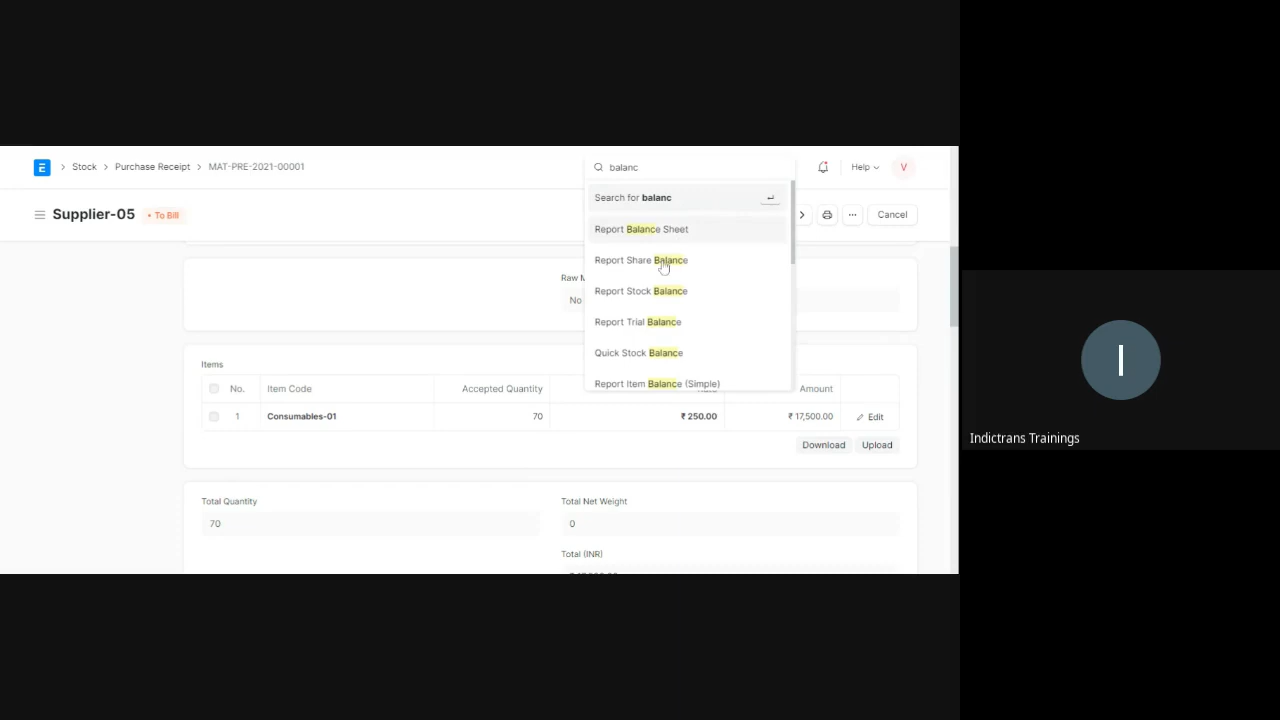 E > Stock > Purchase Receipt > MAT-PRE-2021-00001
balanc
Help
V
Supplier-05
• To Bill
Search for balanc
Cancel
Report Balance Sheet
Report Share Balance
Raw M
Report Stock Balance
No
Report Trial Balance
Quick Stock Balance
Report Item Balance (Simple)
Items
No. Item Code Accepted Quantity Amount
1 Consumables-01 70 ₹ 250.00 ₹ 17,500.00 Edit
Download Upload
Total Quantity
70
Total Net Weight
0
Total (INR)
I
Indictrans Trainings